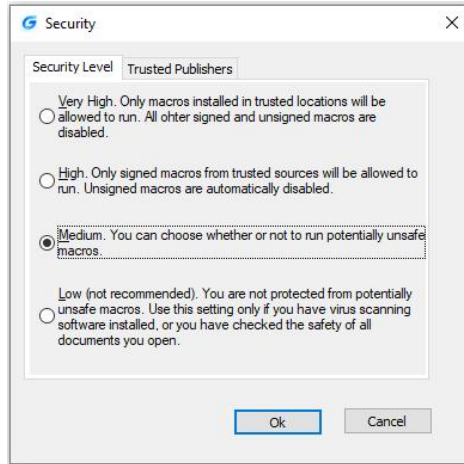 Security
Security Level Trusted Publishers
Very High. Only macros installed in trusted locations will be
allowed to run. All ohter signed and unsigned macros are
disabled.
High. Only signed macros from trusted sources will be allowed to
run. Unsigned macros are automatically disabled.
Medium. You can choose whether or not to run potentially unsafe
macros.
Low (not recommended). You are not protected from potentially
unsafe macros. Use this setting only if you have virus scanning
software installed, or you have checked the safety of all
documents you open.
Ok Cancel